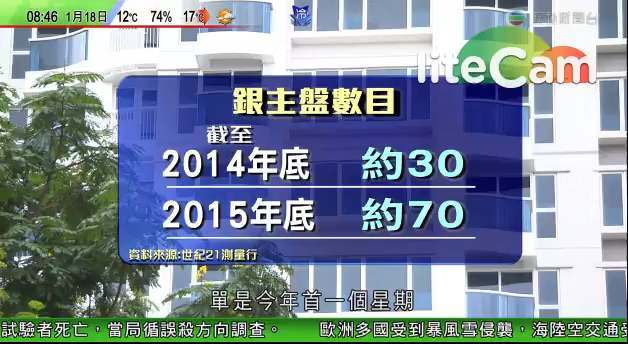 08:46 1月18日 12℃ 74% 17℃
冷
liteCam
銀主盤數目
截至
2014年底 約30
2015年底 約70
資料來源:世紀21測量行
單是今年首一個星期
試驗者死亡，當局循誤殺方向調查。 歐洲多國受到暴風雪侵襲，海陸空交通受